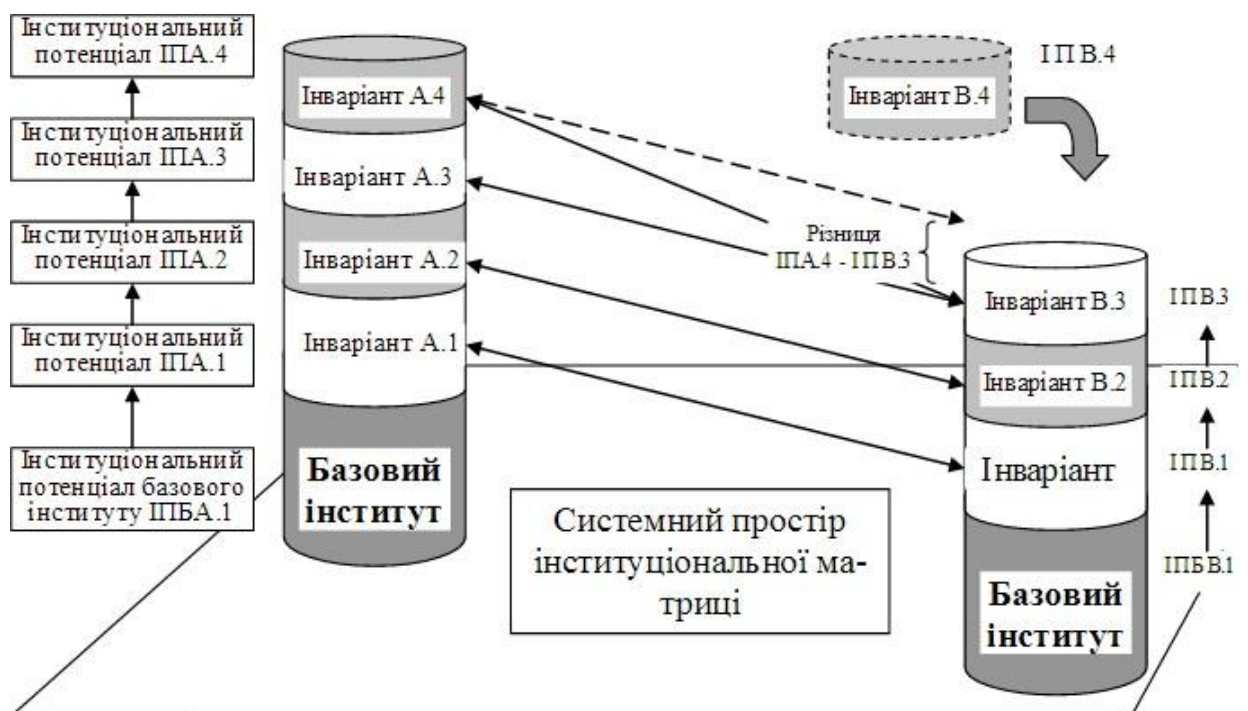 Інституціональний
потенціал ІПА.4
Інституціональний
потенціал ІПА.3
Інституціональний
потенціал ІПА.2
Інституціональний
потенціал ІПА.1
Інституціональний
потенціал базового
інституту ІПБА.1
Інваріант А.4
Інваріант А.3
Інваріант А.2
Інваріант А.1
Базовий
інститут
Системний простір
інституціональної ма-
триці
Різниця
ІПА.4 - ІПВ.3
Інваріант В.4
ІПВ.4
Інваріант В.3
Інваріант В.2
Інваріант
Базовий
інститут
ІПВ.3
ІПВ.2
ІПВ.1
ІПБВ.1